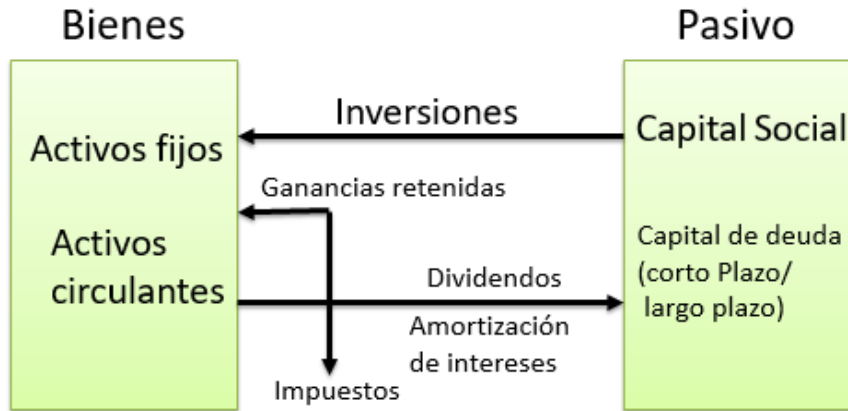 Bienes
Pasivo
Inversiones
Capital Social
Activos fijos
Ganancias retenidas
Activos
circulantes
Capital de deuda
(corto Plazo/
largo plazo)
Dividendos
Amortización
de intereses
Impuestos